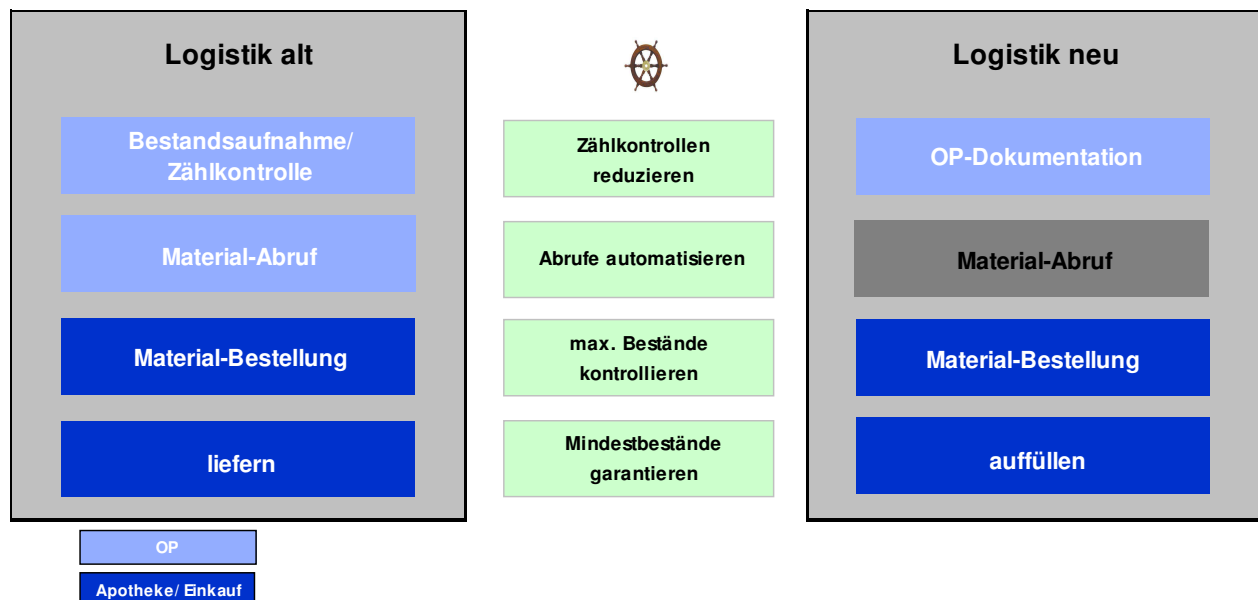 Logistik alt
Bestandsaufnahme/
Zählkontrolle
Material-Abruf
Material-Bestellung
liefern
Zählkontrollen
reduzieren
Abrufe automatisieren
max. Bestände
kontrollieren
Mindestbestände
garantieren
Logistik neu
OP-Dokumentation
Material-Abruf
Material-Bestellung
auffüllen
OP
Apotheke/ Einkauf